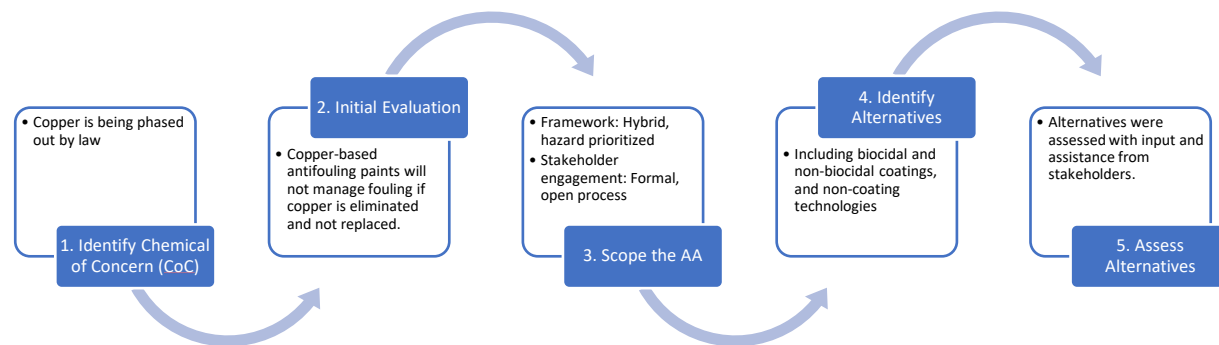 • Copper is being phased
out by law
1. Identify Chemical
of Concern (CoC)
2. Initial Evaluation
• Copper-based
antifouling paints will
not manage fouling if
copper is eliminated
and not replaced.
• Framework: Hybrid,
hazard prioritized
• Stakeholder
engagement: Formal,
open process
3. Scope the AA
4. Identify
Alternatives
• Including biocidal and
non-biocidal coatings,
and non-coating
technologies
• Alternatives were
assessed with input and
assistance from
stakeholders.
5. Assess
Alternatives